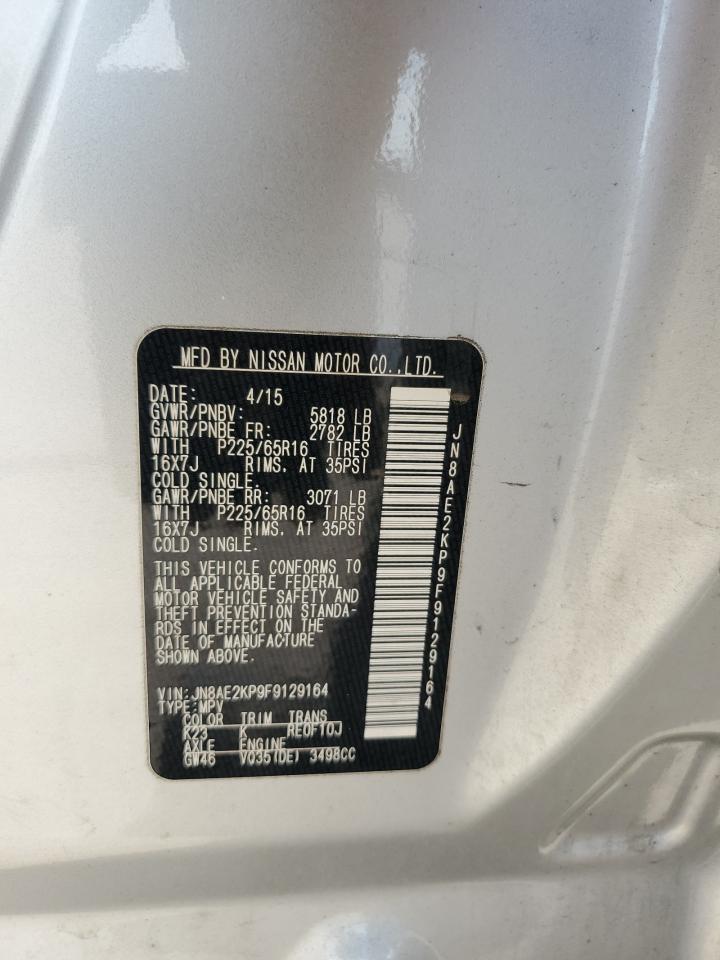 MFD BY NISSAN MOTOR CO.,LTD.
DATE: 4/15
GVWR/PNBV: 5818 LB
GAWR/PNBE FR: 2782 LB
WITH P225/65R16 TIRES
16X7J RIMS. AT 35PSI
COLD SINGLE.
GAWR/PNBE RR: 3071 LB
WITH P225/65R16 TIRES
16X7J RIMS. AT 35PSI
COLD SINGLE.
THIS VEHICLE CONFORMS TO
ALL APPLICABLE FEDERAL
MOTOR VEHICLE SAFETY AND
THEFT PREVENTION STANDA-
RDS IN EFFECT ON THE
DATE OF MANUFACTURE
SHOWN ABOVE.
VIN:JN8AE2KP9F9129164
TYPE:MPV
COLOR TRIM TRANS
K23 K RE0F10J
AXLE ENGINE
GW46 VQ35(DE) 3498CC
JN8AE2KP9F9129164